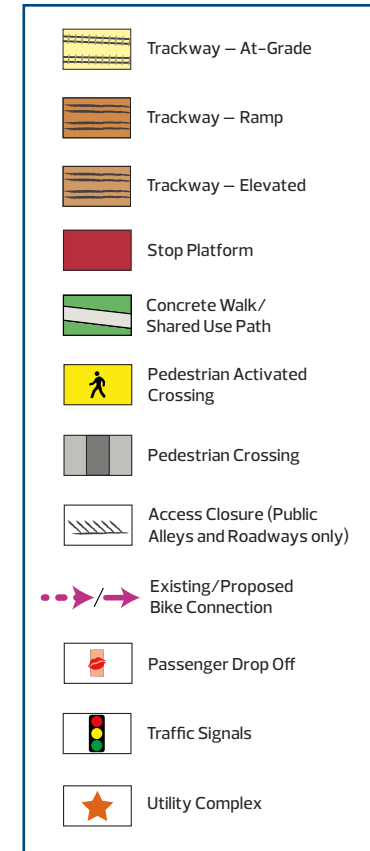 Trackway – At-Grade
Trackway – Ramp
Trackway – Elevated
Stop Platform
Concrete Walk/
Shared Use Path
Pedestrian Activated
Crossing
Pedestrian Crossing
Access Closure (Public
Alleys and Roadways only)
Existing/Proposed
Bike Connection
Passenger Drop Off
Traffic Signals
Utility Complex